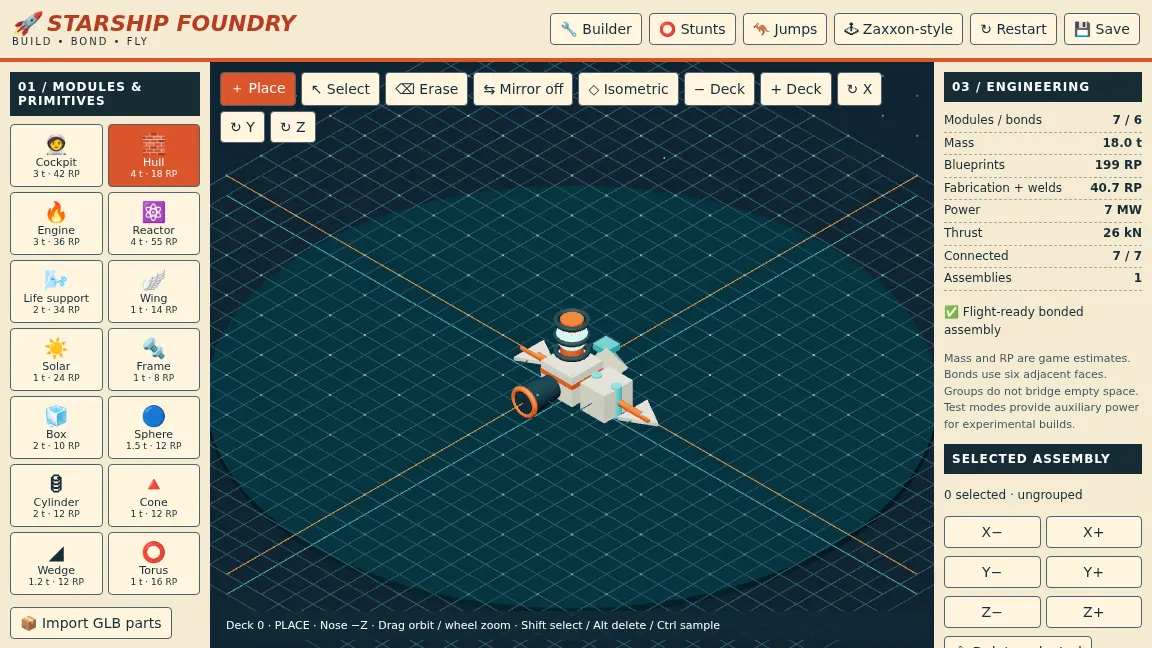 🚀 STARSHIP FOUNDRY
BUILD • BOND • FLY
🔧 Builder
⭕ Stunts
🦘 Jumps
🕹 Zaxxon-style
↻ Restart
💾 Save
01 / MODULES &
PRIMITIVES
Cockpit
3 t · 42 RP
Hull
4 t · 18 RP
Engine
3 t · 36 RP
Reactor
4 t · 55 RP
Life support
2 t · 34 RP
Wing
1 t · 14 RP
Solar
1 t · 24 RP
Frame
1 t · 8 RP
Box
2 t · 10 RP
Sphere
1.5 t · 12 RP
Cylinder
2 t · 12 RP
Cone
1 t · 12 RP
Wedge
1.2 t · 12 RP
Torus
1 t · 16 RP
📦 Import GLB parts
+ Place
↖ Select
⌫ Erase
⇆ Mirror off
◇ Isometric
− Deck
+ Deck
↻ X
↻ Y
↻ Z
Deck 0 · PLACE · Nose −Z · Drag orbit / wheel zoom · Shift select / Alt delete / Ctrl sample
03 / ENGINEERING
Modules / bonds 7 / 6
Mass 18.0 t
Blueprints 199 RP
Fabrication + welds 40.7 RP
Power 7 MW
Thrust 26 kN
Connected 7 / 7
Assemblies 1
✅ Flight-ready bonded
assembly
Mass and RP are game estimates.
Bonds use six adjacent faces.
Groups do not bridge empty space.
Test modes provide auxiliary power
for experimental builds.
SELECTED ASSEMBLY
0 selected · ungrouped
X−
X+
Y−
Y+
Z−
Z+